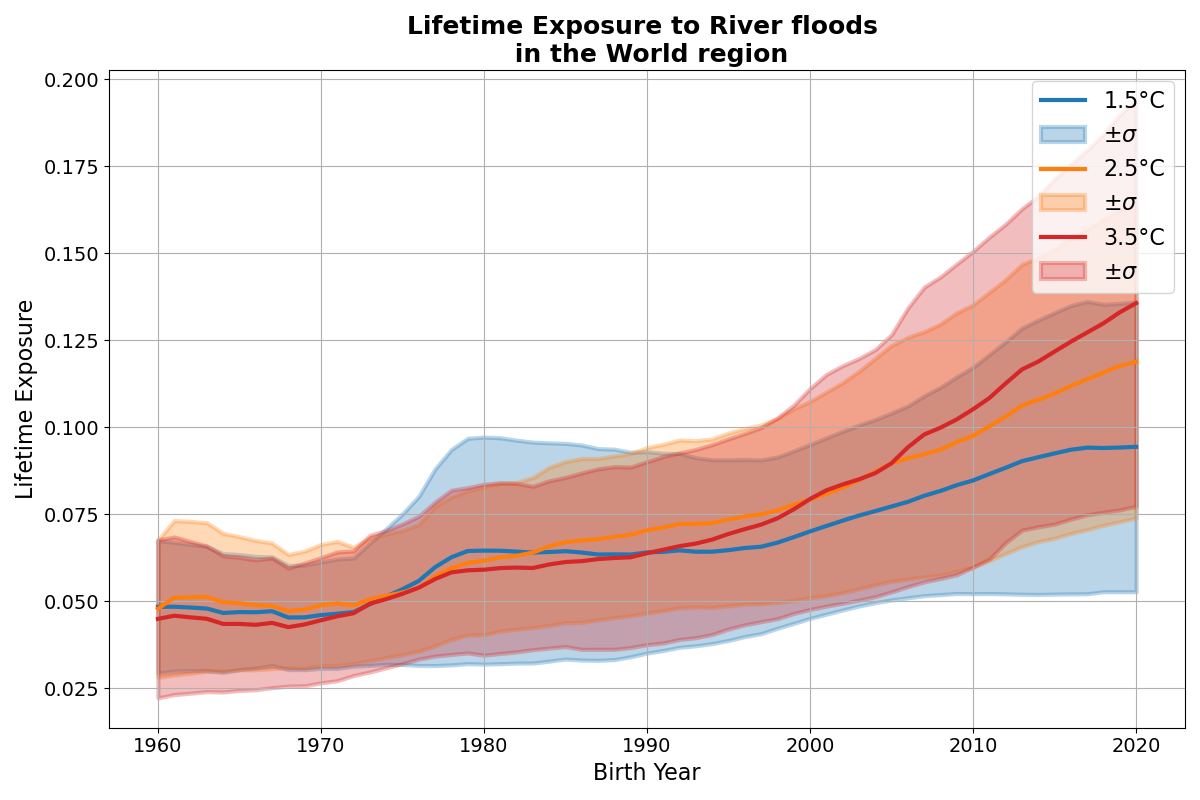 Lifetime Exposure to River floods
in the World region
0.200
0.175
0.150
0.125
0.100
0.075
0.050
0.025
Lifetime Exposure
1960 1970 1980 1990 2000 2010 2020
Birth Year
1.5°C
±σ
2.5°C
±σ
3.5°C
±σ